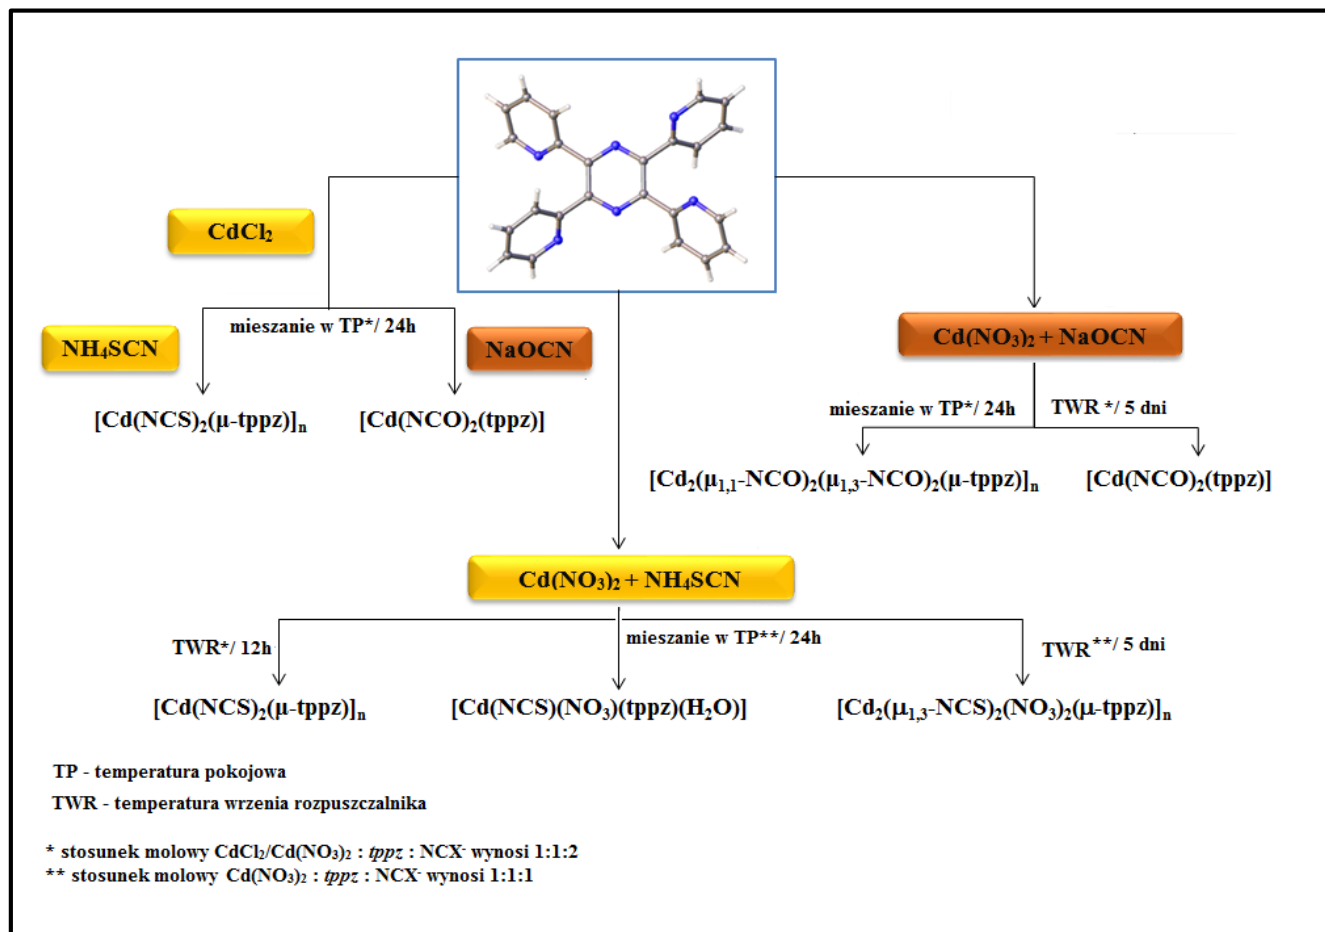 CdCl₂
mieszanie w TP*/ 24h
NH₄SCN
NaOCN
[Cd(NCS)₂(μ-tppz)]ₙ
[Cd(NCO)₂(tppz)]
Cd(NO₃)₂ + NaOCN
mieszanie w TP*/ 24h
TWR */ 5 dni
[Cd₂(μ₁,₁-NCO)₂(μ₁,₃-NCO)₂(μ-tppz)]ₙ
[Cd(NCO)₂(tppz)]
Cd(NO₃)₂ + NH₄SCN
TWR*/ 12h
mieszanie w TP**/ 24h
TWR**/ 5 dni
[Cd(NCS)₂(μ-tppz)]ₙ
[Cd(NCS)(NO₃)(tppz)(H₂O)]
[Cd₂(μ₁,₃-NCS)₂(NO₃)₂(μ-tppz)]ₙ
TP - temperatura pokojowa
TWR - temperatura wrzenia rozpuszczalnika
* stosunek molowy CdCl₂/Cd(NO₃)₂ : tppz : NCX⁻ wynosi 1:1:2
** stosunek molowy Cd(NO₃)₂ : tppz : NCX⁻ wynosi 1:1:1